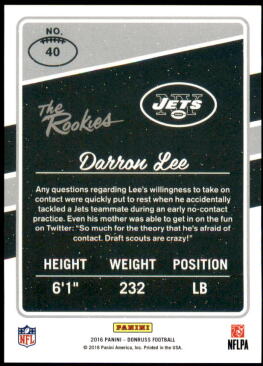 NO.
40
The
Rookies
JETS
Darron Lee
Any questions regarding Lee's willingness to take on
contact were quickly put to rest when he accidentally
tackled a Jets teammate during an early no-contact
practice. Even his mother was able to get in on the fun
on Twitter: "So much for the theory that he's afraid of
contact. Draft scouts are crazy!"
HEIGHT WEIGHT POSITION
6'1" 232 LB
NFL
PANINI
NFLPA
2016 PANINI - DONRUSS FOOTBALL
© 2016 Panini America, Inc. Printed in the USA.